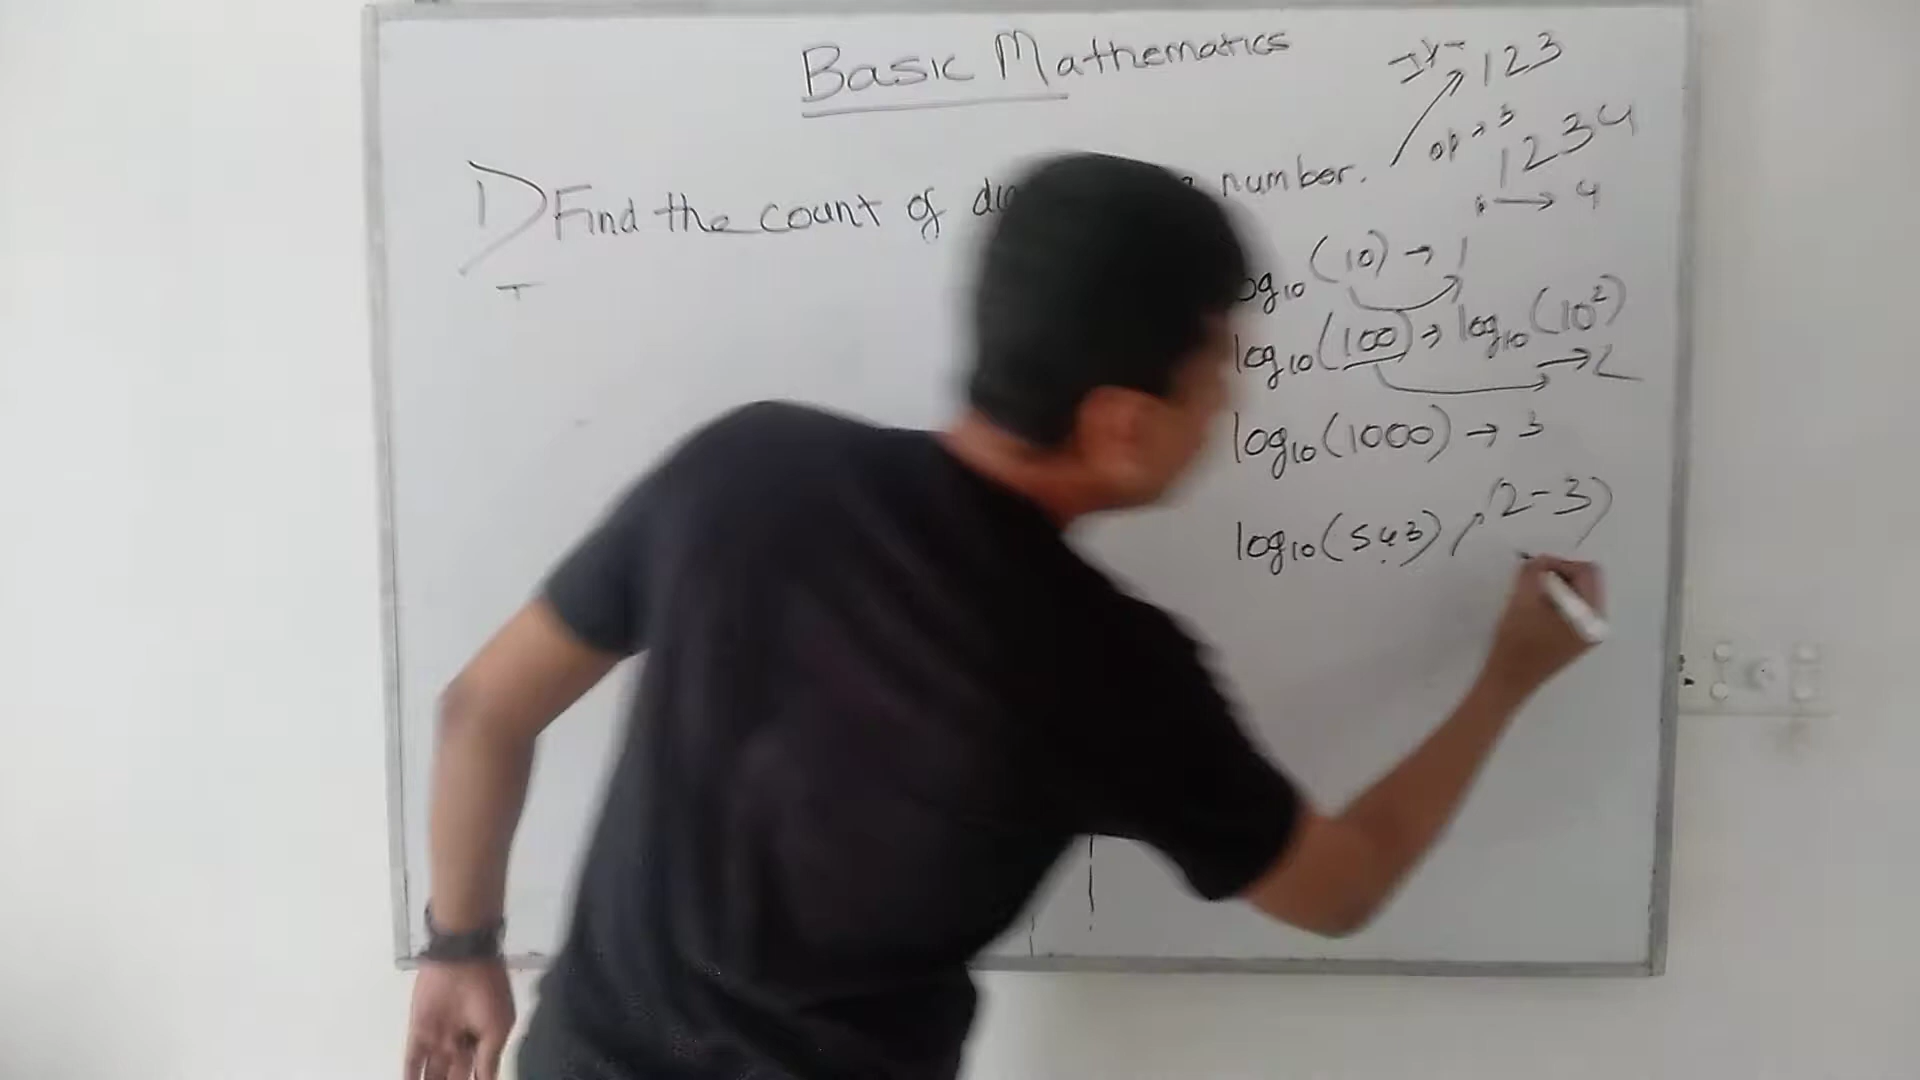 Basic Mathematics
I/P 123
O/P → 3
1234
→ 4
1) Find the count of number.
log10(10) → 1
log10(100) → log10(10²)
→ 2
log10(1000) → 3
log10(543) (2-3)